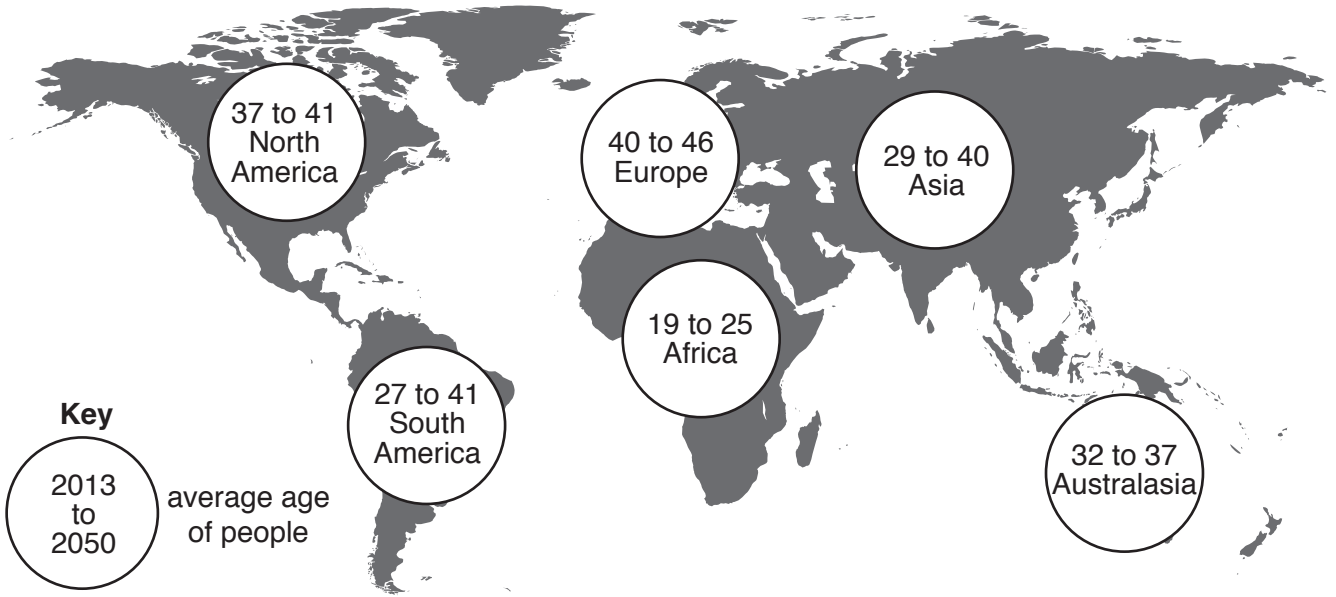 37 to 41
North
America
40 to 46
Europe
29 to 40
Asia
19 to 25
Africa
27 to 41
South
America
32 to 37
Australasia
Key
2013
to
2050
average age
of people